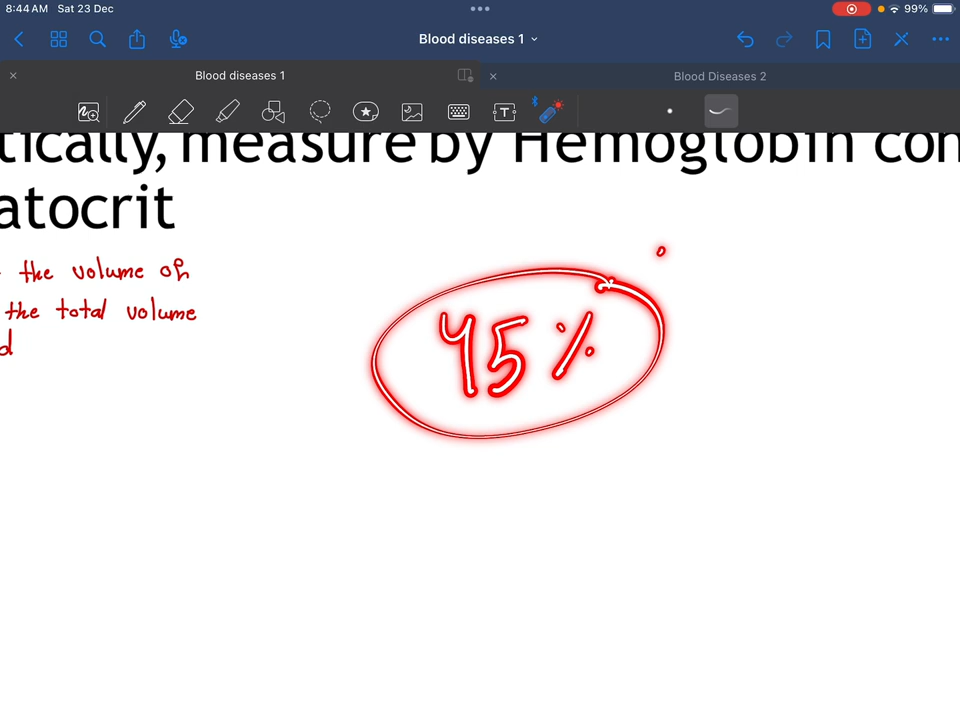 8:44 AM Sat 23 Dec
99%
Blood diseases 1
Blood diseases 1
Blood Diseases 2
T
tically, measure by Hemoglobin con
atocrit
the volume of
the total volume
d
45%